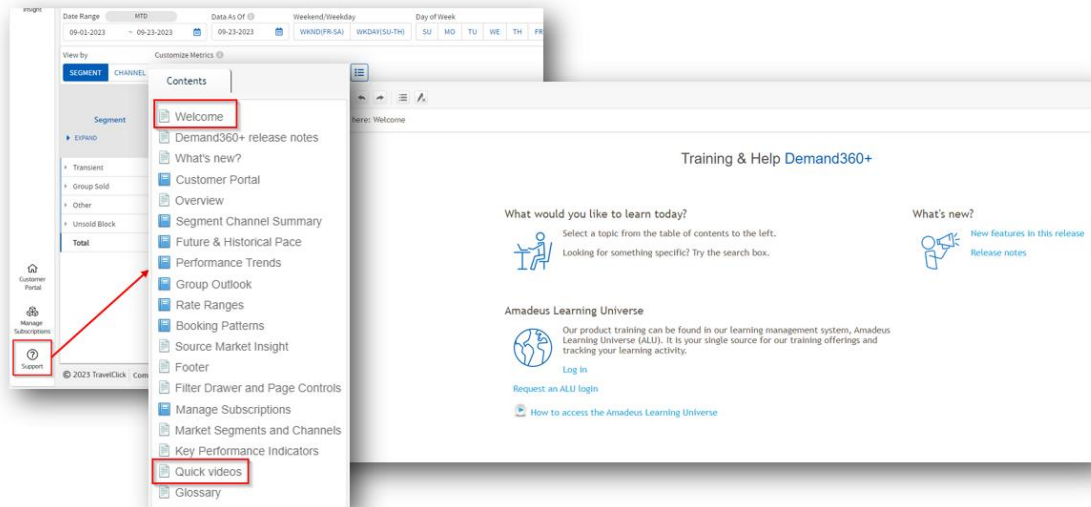 Insight
Date Range MTD Data As Of Weekend/Weekday Day of Week
09-01-2023 ~ 09-23-2023 09-23-2023 WKND(FR-SA) WKDAY(SU-TH) SU MO TU WE TH FR
View by Customize Metrics
SEGMENT CHANNEL
Segment
EXPAND
Transient
Group Sold
Other
Unsold Block
Total
Customer
Portal
Manage
Subscriptions
Support
© 2023 TravelClick Com
Contents
Welcome
Demand360+ release notes
What's new?
Customer Portal
Overview
Segment Channel Summary
Future & Historical Pace
Performance Trends
Group Outlook
Rate Ranges
Booking Patterns
Source Market Insight
Footer
Filter Drawer and Page Controls
Manage Subscriptions
Market Segments and Channels
Key Performance Indicators
Quick videos
Glossary
here: Welcome
Training & Help Demand360+
What would you like to learn today?
Select a topic from the table of contents to the left.
Looking for something specific? Try the search box.
What's new?
New features in this release
Release notes
Amadeus Learning Universe
Our product training can be found in our learning management system, Amadeus
Learning Universe (ALU). It is your single source for our training offerings and
tracking your learning activity.
Log in
Request an ALU login
How to access the Amadeus Learning Universe